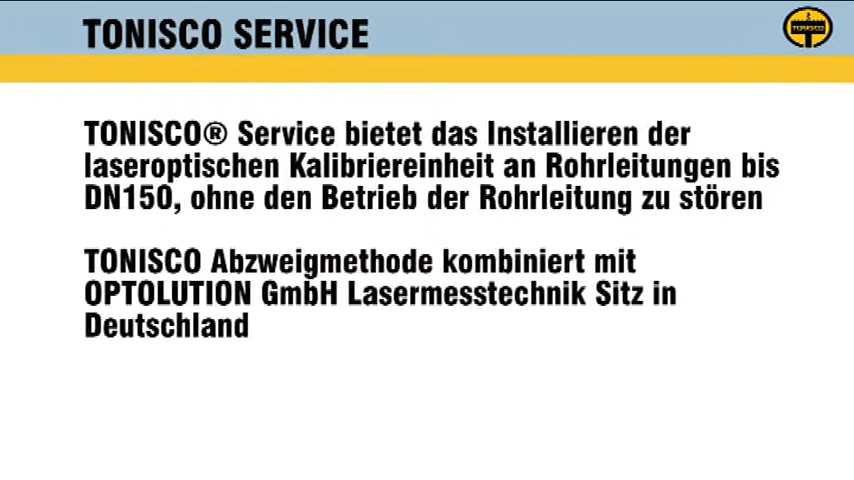 TONISCO SERVICE
TONISCO
TONISCO® Service bietet das Installieren der
laseroptischen Kalibriereinheit an Rohrleitungen bis
DN150, ohne den Betrieb der Rohrleitung zu stören
TONISCO Abzweigmethode kombiniert mit
OPTOLUTION GmbH Lasermesstechnik Sitz in
Deutschland